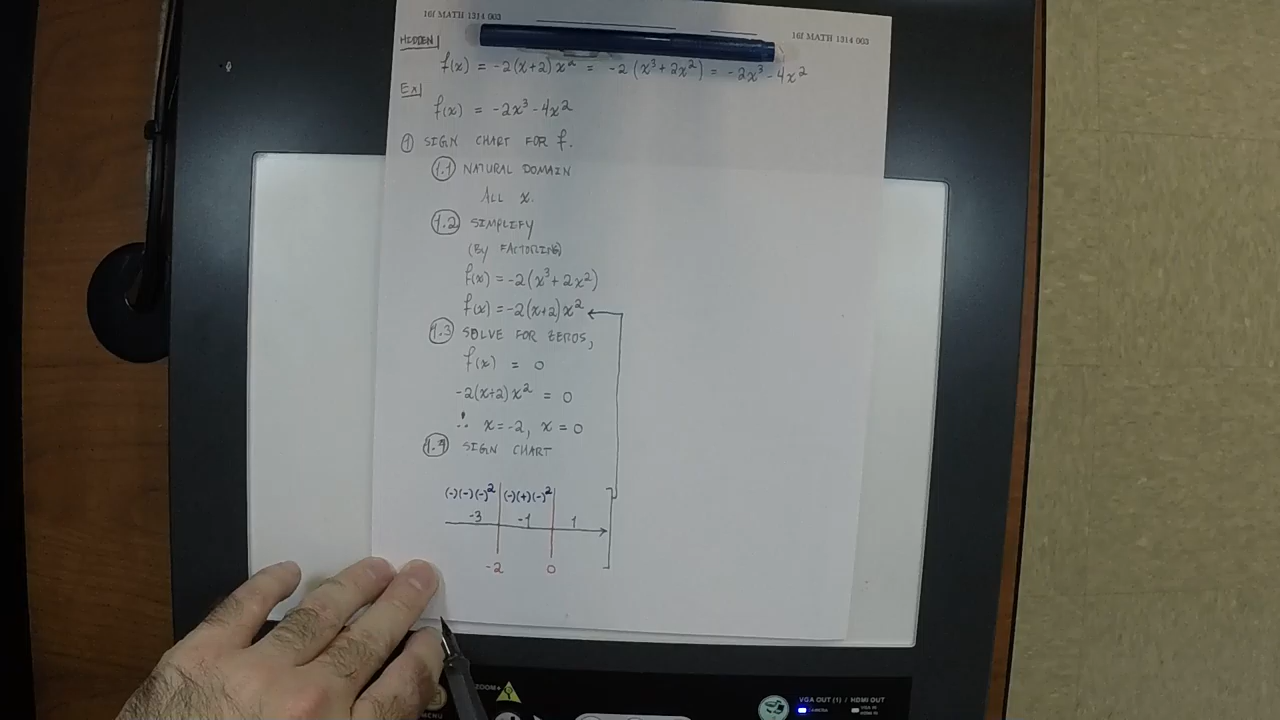 16f MATH 1314 003
16f MATH 1314 003
HIDDEN
f(x) = -2(x+2)x² = -2(x³+2x²) = -2x³-4x²
Ex
f(x) = -2x³-4x²
① SIGN CHART FOR f.
1.1 NATURAL DOMAIN
ALL x.
1.2 SIMPLIFY
(BY FACTORING)
f(x) = -2(x³+2x²)
f(x) = -2(x+2)x²
1.3 SOLVE FOR ZEROS,
f(x) = 0
-2(x+2)x² = 0
∴ x=-2, x=0
1.4 SIGN CHART
(-)(-)(-)² (-)(+)(-)²
-3 -1 1
-2 0
ZOOM+
MENU
VGA OUT (1) / HDMI OUT